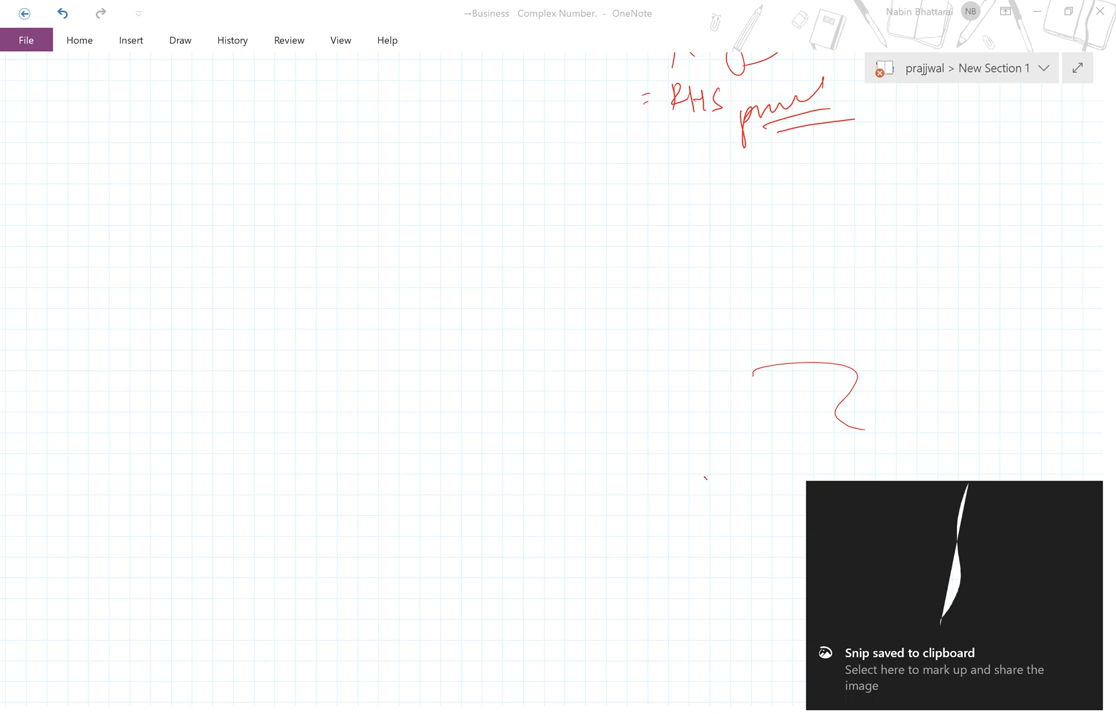 →Business Complex Number. - OneNote
Nabin Bhattarai NB
File Home Insert Draw History Review View Help
prajjwal > New Section 1
= RHS
Snip saved to clipboard
Select here to mark up and share the
image